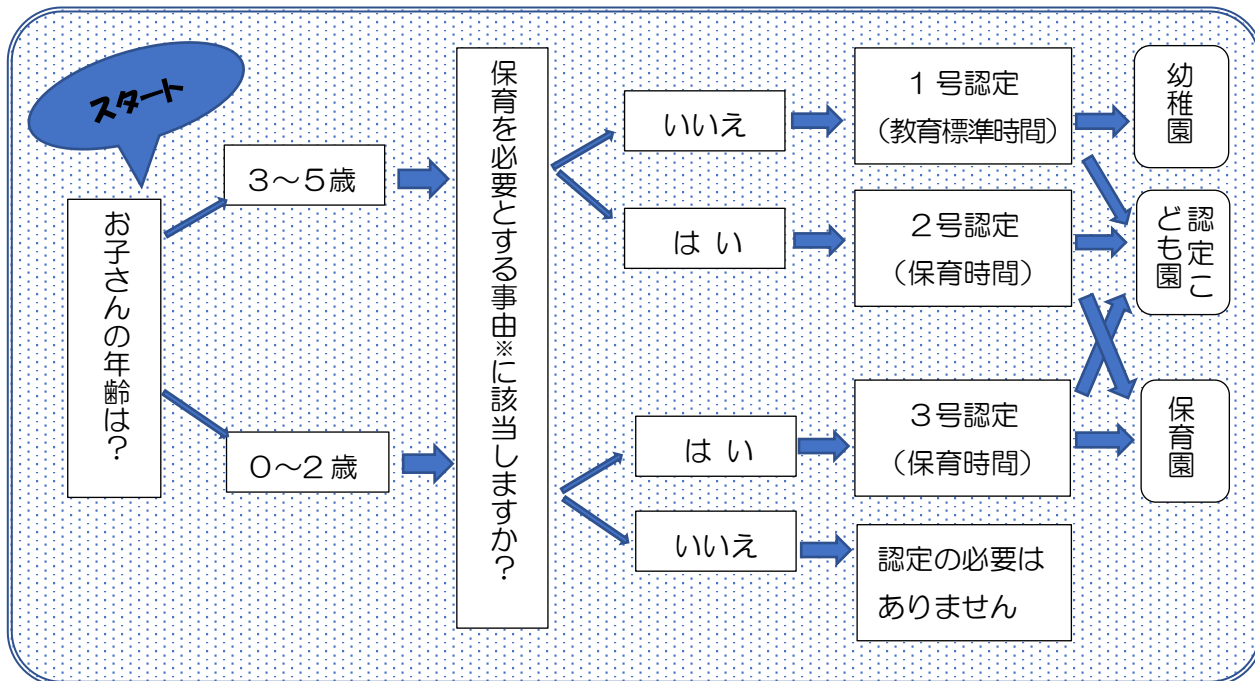 スタート
お子さんの年齢は？
３～５歳
０～２歳
保育を必要とする事由※に該当しますか？
いいえ
は い
は い
いいえ
１号認定
（教育標準時間）
２号認定
（保育時間）
３号認定
（保育時間）
認定の必要は
ありません
幼稚園
認定こ
ども園
保育園